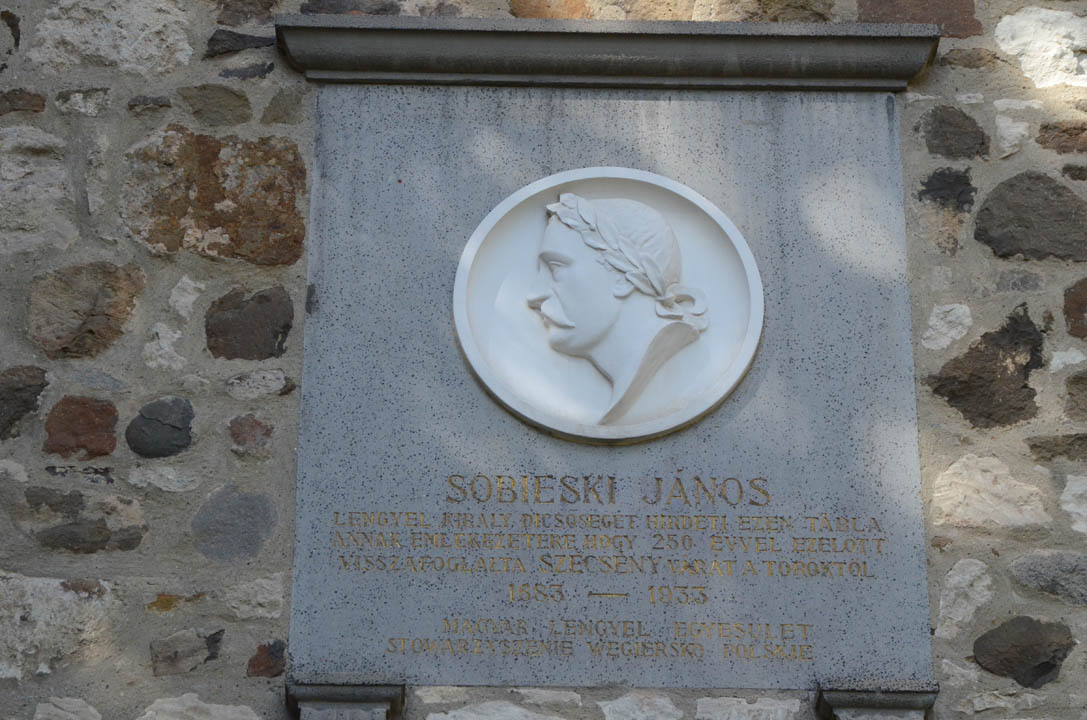 SOBIESKI JÁNOS
LENGYEL KIRÁLY DICSŐSÉGÉT HIRDETI EZEN TÁBLA
ANNAK EMLÉKEZETÉRE HOGY 250 ÉVVEL EZELŐTT
VISSZAFOGLALTA SZÉCSÉNY VÁRÁT A TÖRÖKTŐL
1683 — 1933
MAGYAR LENGYEL EGYESÜLET
STOWARZYSZENIE WĘGIERSKO POLSKIE